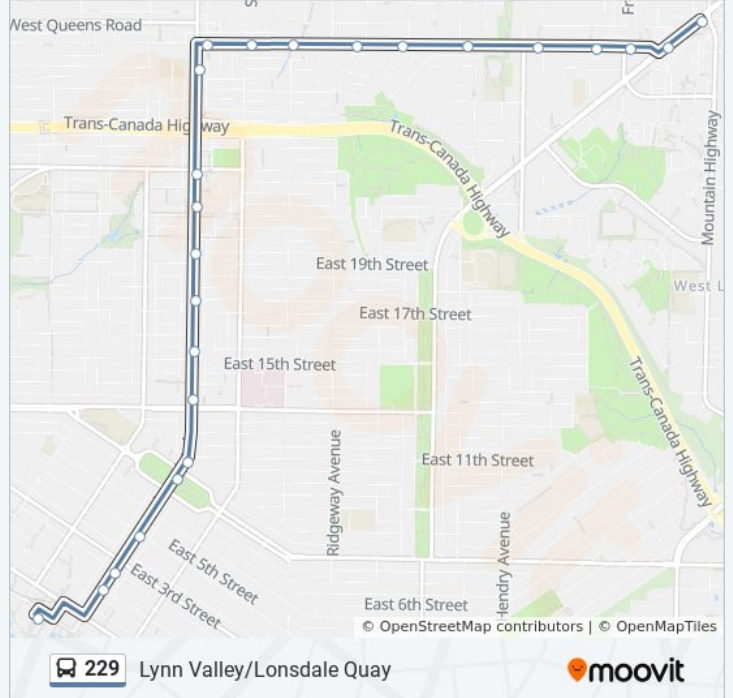 West Queens Road
S
Fr
Trans-Canada Highway
Trans-Canada Highway
Mountain Highway
East 19th Street
West L
East 17th Street
East 15th Street
Trans-Canada Highway
Ridgeway Avenue
East 11th Street
Hendry Avenue
East 5th Street
East 3rd Street
East 6th Street
© OpenStreetMap contributors | © OpenMapTiles
229 Lynn Valley/Lonsdale Quay
moovit